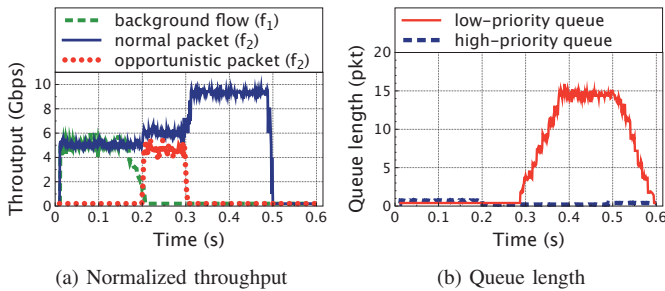 background flow (f1)
normal packet (f2)
opportunistic packet (f2)
Throutput (Gbps)
10
8
6
4
2
0
0 0.1 0.2 0.3 0.4 0.5 0.6
Time (s)
(a) Normalized throughput
low-priority queue
high-priority queue
Queue length (pkt)
20
15
10
5
0
0 0.1 0.2 0.3 0.4 0.5 0.6
Time (s)
(b) Queue length